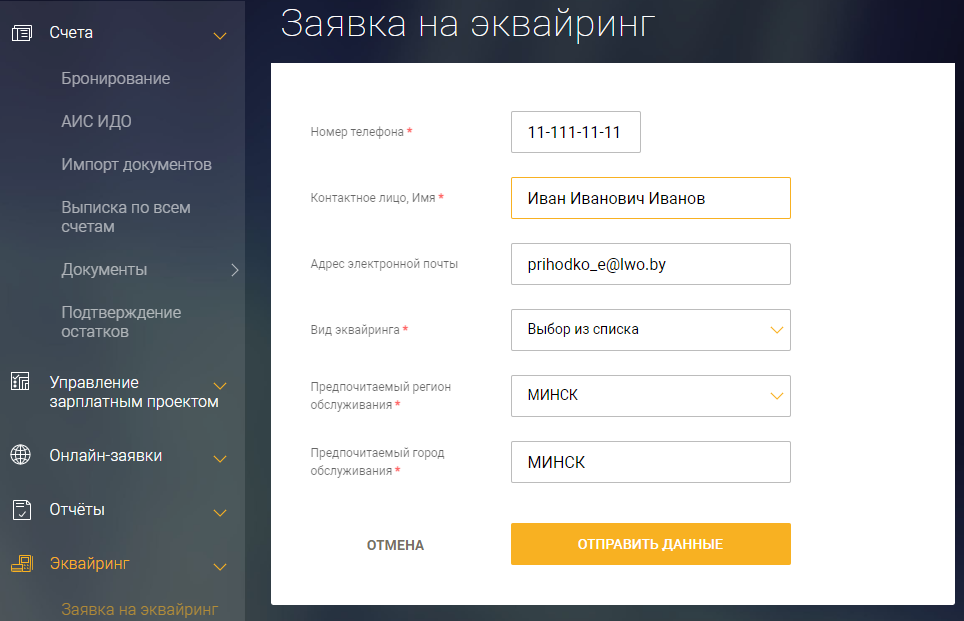 Счета
Бронирование
АИС ИДО
Импорт документов
Выписка по всем
счетам
Документы
Подтверждение
остатков
Управление
зарплатным проектом
Онлайн-заявки
Отчёты
Эквайринг
Заявка на эквайринг
Заявка на эквайринг
Номер телефона *
11-111-11-11
Контактное лицо, Имя *
Иван Иванович Иванов
Адрес электронной почты
prihodko_e@lwo.by
Вид эквайринга *
Выбор из списка
Предпочитаемый регион
обслуживания *
МИНСК
Предпочитаемый город
обслуживания *
МИНСК
ОТМЕНА
ОТПРАВИТЬ ДАННЫЕ